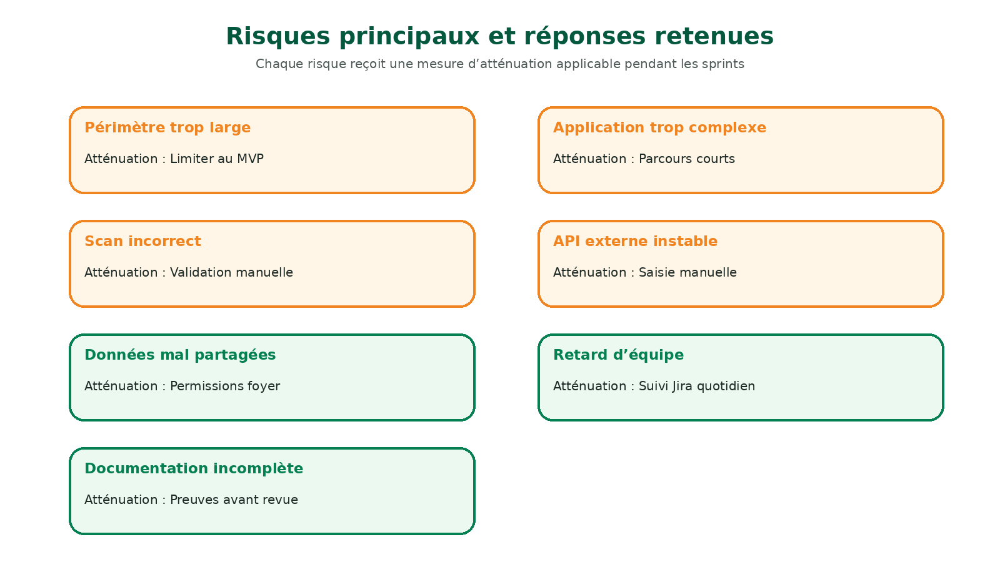 Risques principaux et réponses retenues
Chaque risque reçoit une mesure d’atténuation applicable pendant les sprints
Périmètre trop large
Atténuation : Limiter au MVP
Application trop complexe
Atténuation : Parcours courts
Scan incorrect
Atténuation : Validation manuelle
API externe instable
Atténuation : Saisie manuelle
Données mal partagées
Atténuation : Permissions foyer
Retard d’équipe
Atténuation : Suivi Jira quotidien
Documentation incomplète
Atténuation : Preuves avant revue